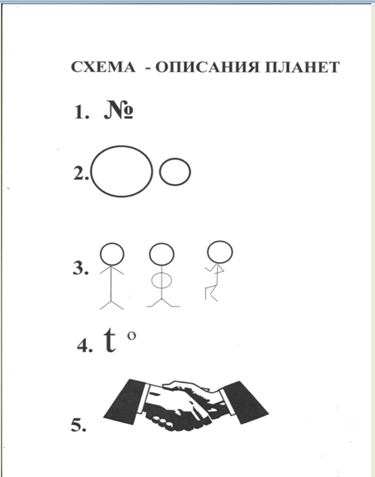 СХЕМА - ОПИСАНИЯ ПЛАНЕТ
1. №
2.
3.
4. t °
5.